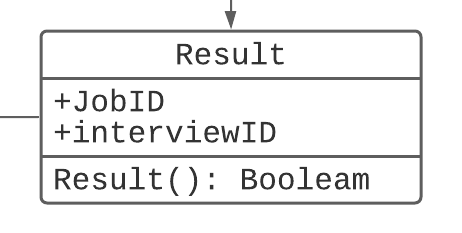 Result
+JobID
+interviewID
Result(): Booleam